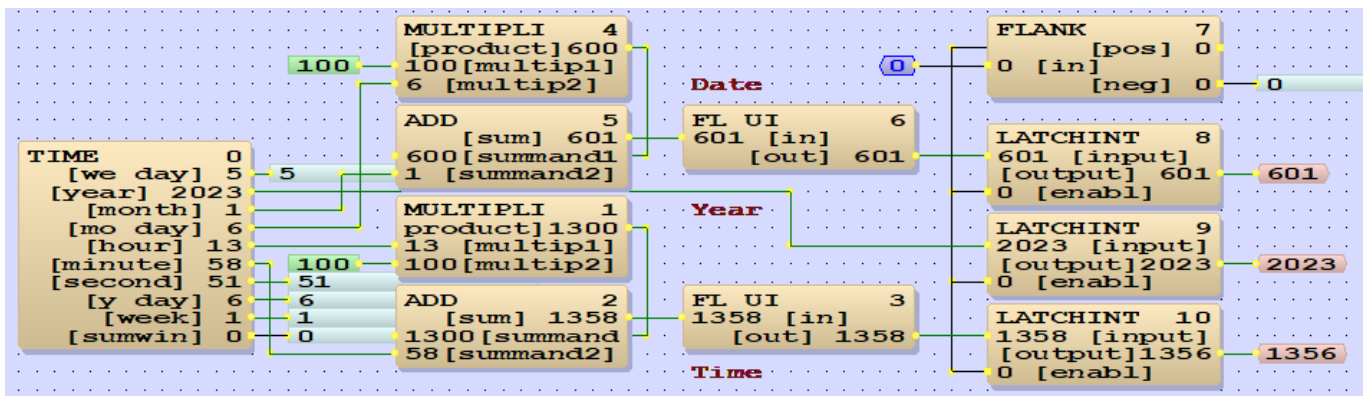 MULTIPLI 4
[product]600
100
100[multip1]
6 [multip2]
Date
ADD 5
[sum] 601
600[summand1
1 [summand2]
FL UI 6
601 [in]
[out] 601
FLANK 7
[pos] 0
0
0 [in]
[neg] 0
0
TIME 0
[we day] 5
5
[year] 2023
[month] 1
[mo day] 6
[hour] 13
[minute] 58
[second] 51
51
[y day] 6
6
[week] 1
1
[sumwin] 0
0
MULTIPLI 1
product]1300
13 [multip1]
100
100[multip2]
Year
ADD 2
[sum] 1358
1300[summand
58[summand2]
FL UI 3
1358 [in]
[out] 1358
Time
LATCHINT 8
601 [input]
[output] 601
601
0 [enabl]
LATCHINT 9
2023 [input]
[output]2023
2023
0 [enabl]
LATCHINT 10
1358 [input]
[output]1356
1356
0 [enabl]